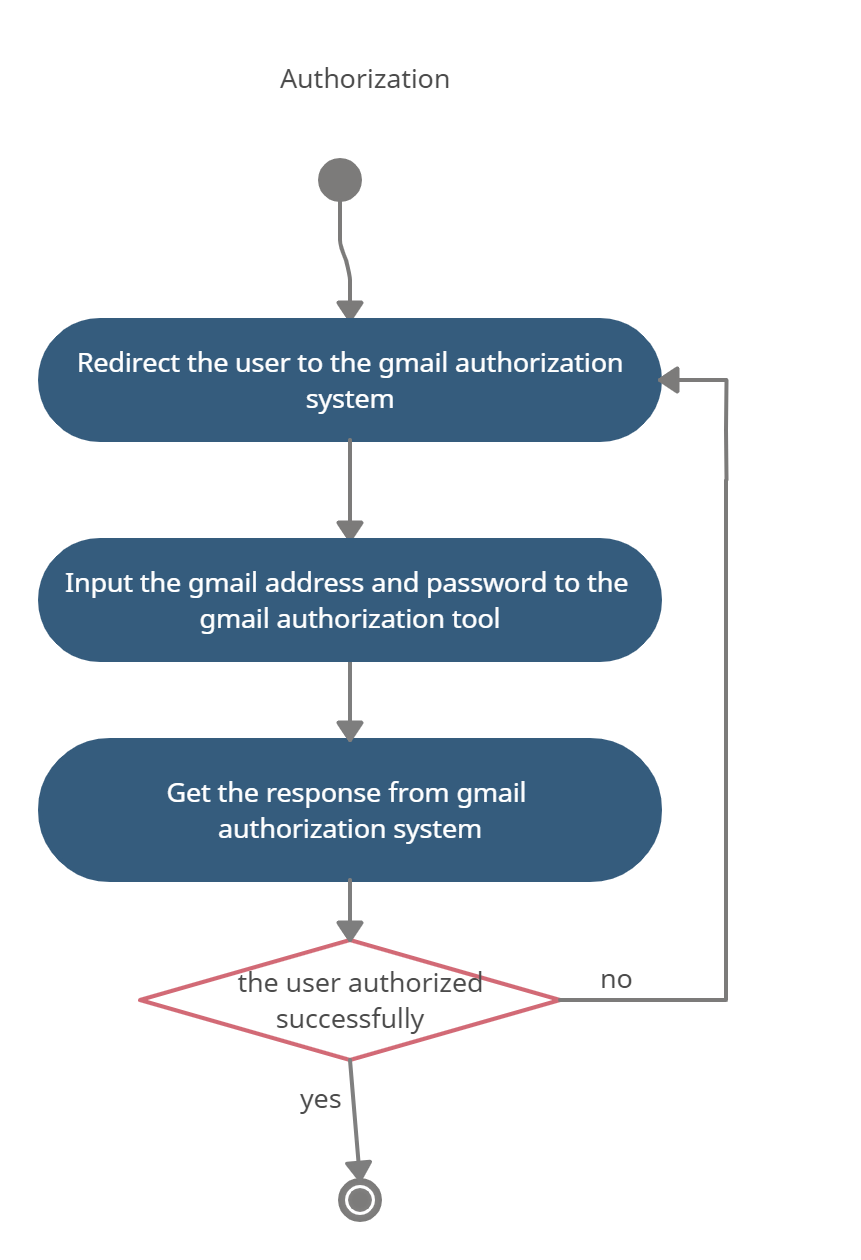 Authorization
Redirect the user to the gmail authorization
system
Input the gmail address and password to the
gmail authorization tool
Get the response from gmail
authorization system
the user authorized
successfully
no
yes